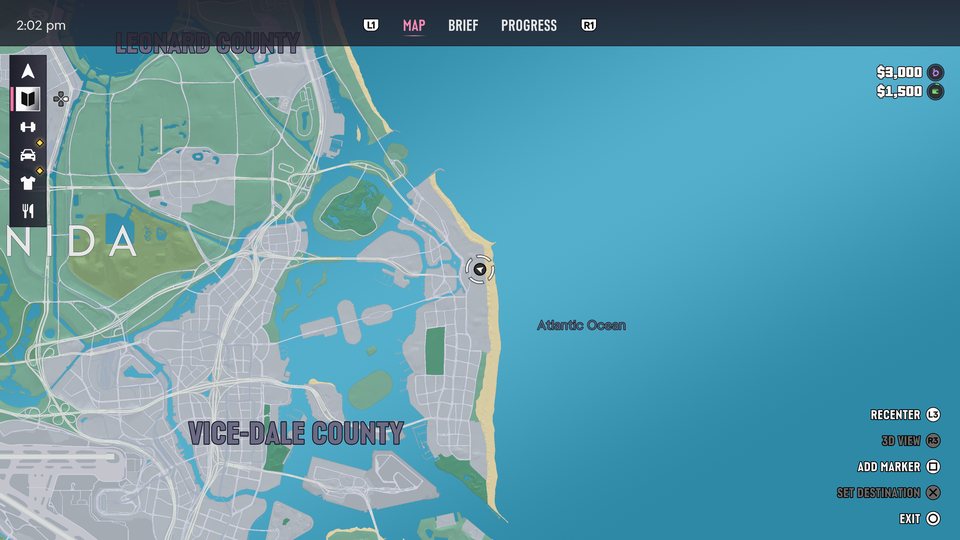 2:02 pm
L1 MAP BRIEF PROGRESS R1
LEONARD COUNTY
$3,000
$1,500
NIDA
Atlantic Ocean
VICE-DALE COUNTY
RECENTER L3
3D VIEW R3
ADD MARKER
SET DESTINATION
EXIT